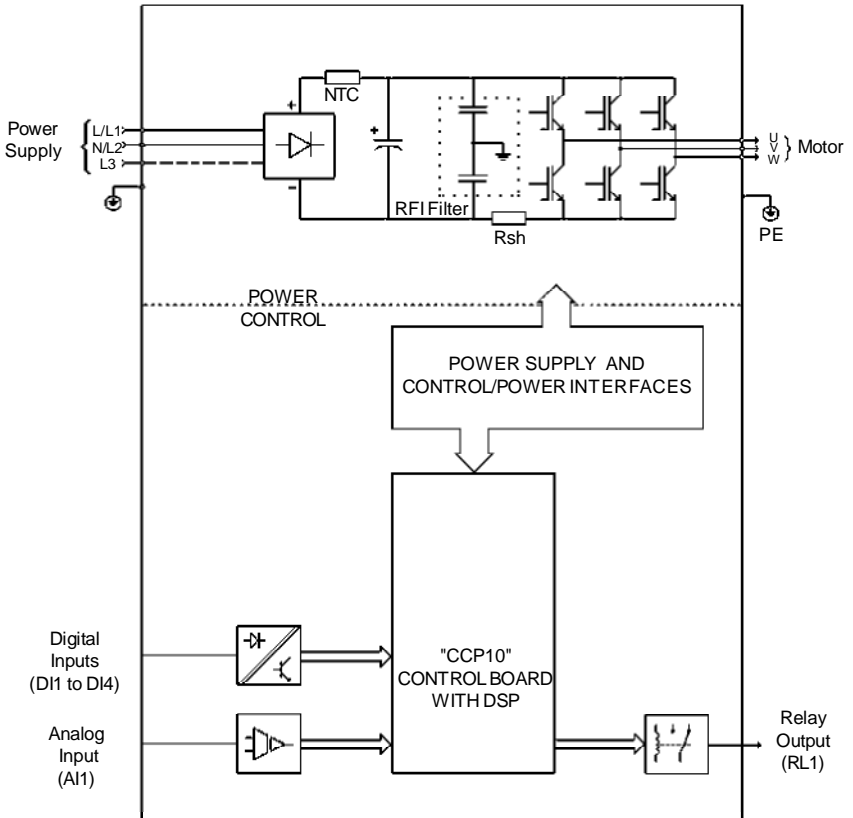 NTC
Power
Supply
L/L1
N/L2
L3
+
-
+
RFI Filter
Rsh
U
V
W
Motor
PE
POWER
CONTROL
POWER SUPPLY AND
CONTROL/POWER INTERFACES
Digital
Inputs
(DI1 to DI4)
"CCP10"
CONTROL BOARD
WITH DSP
Analog
Input
(AI1)
Relay
Output
(RL1)